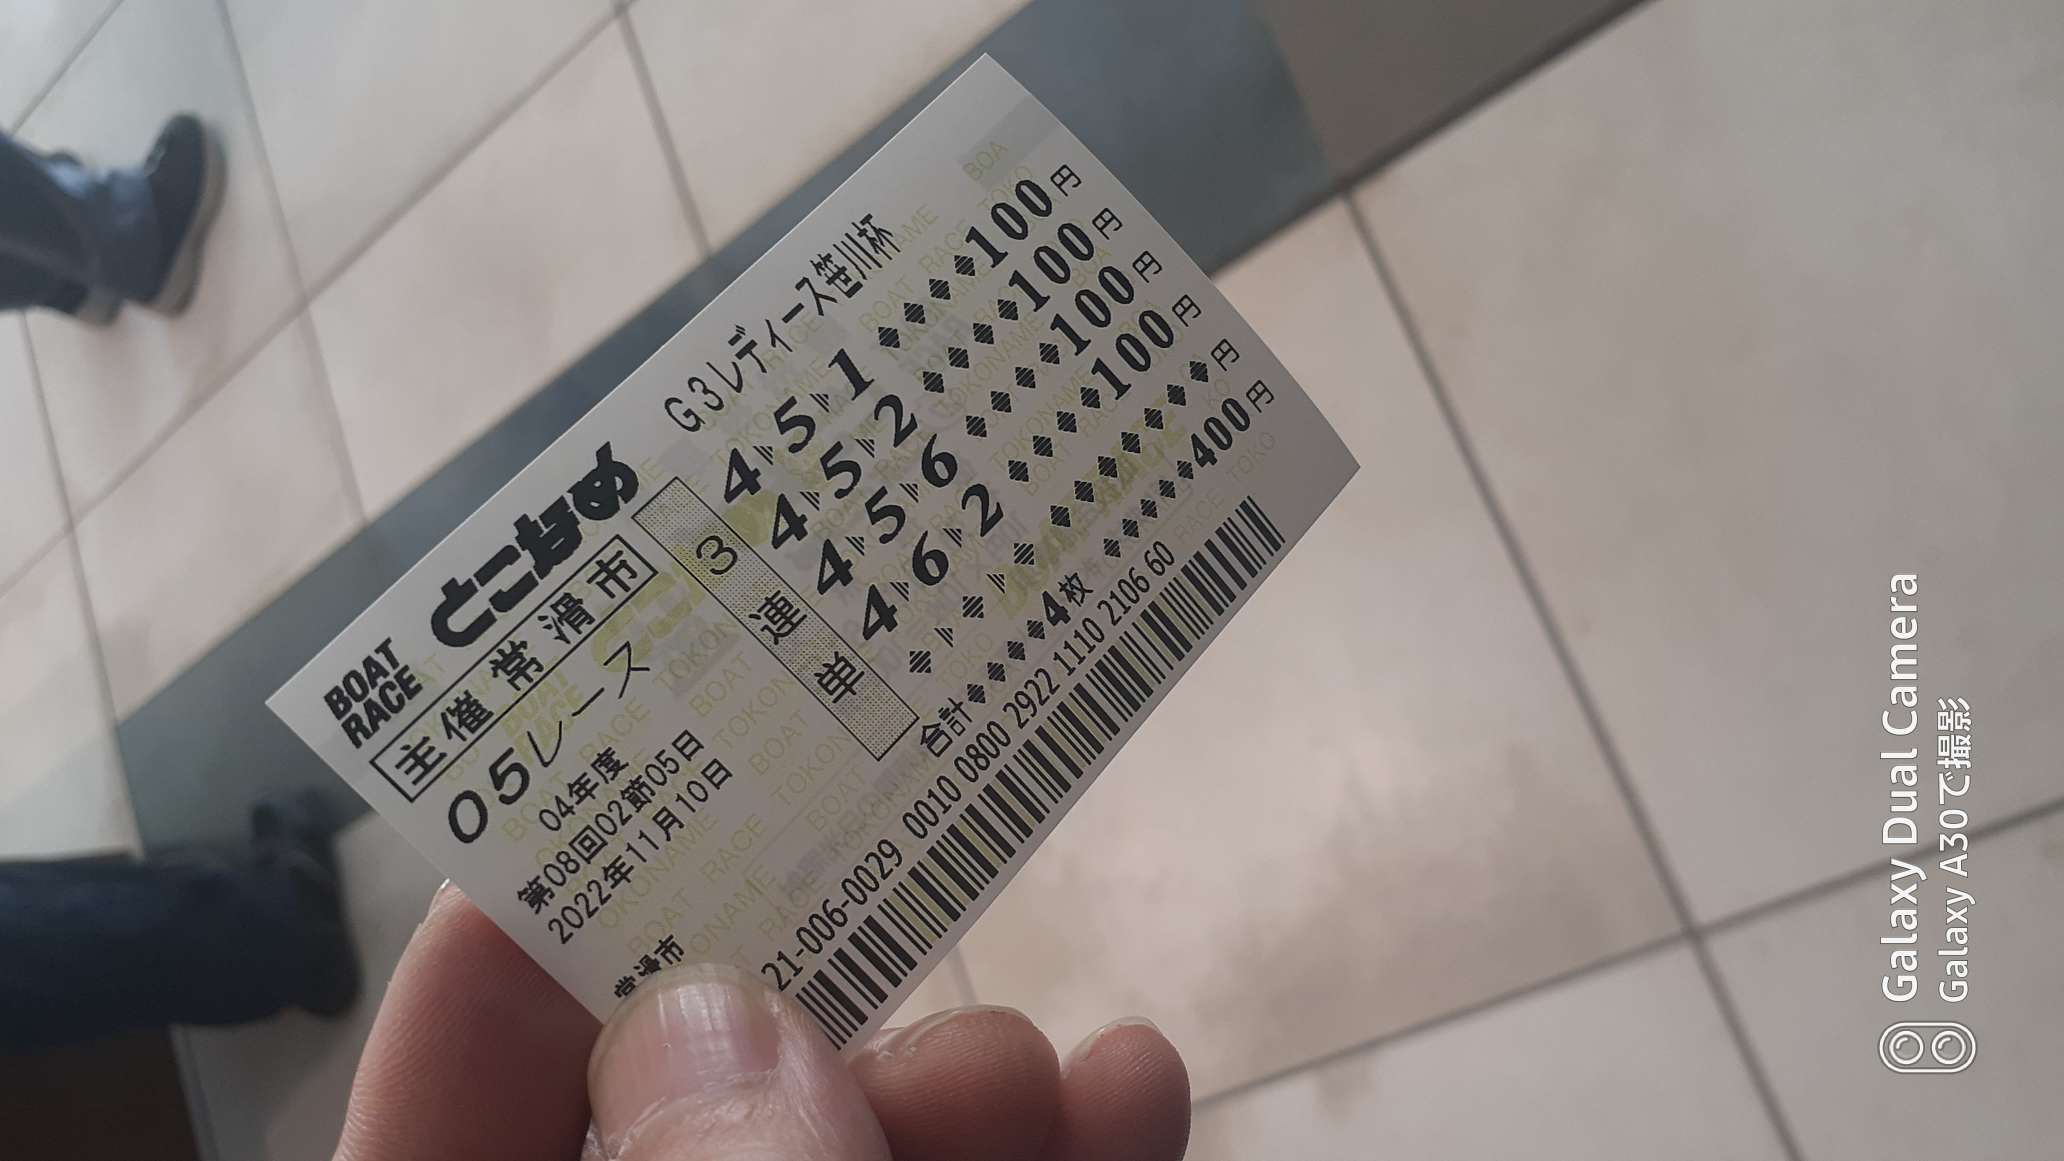 BOAT RACE とこなめ
主催 常滑市
05レース
04年度
第08回02節05日
2022年11月10日
常滑市
G3レディース笹川杯
3連単
4 5 1 100円
4 5 2 100円
4 5 6 100円
4 6 2 100円
円
合計 4枚 400円
21-006-0029 0010 0800 2922 1110 2106 60
Galaxy Dual Camera
Galaxy A30で撮影